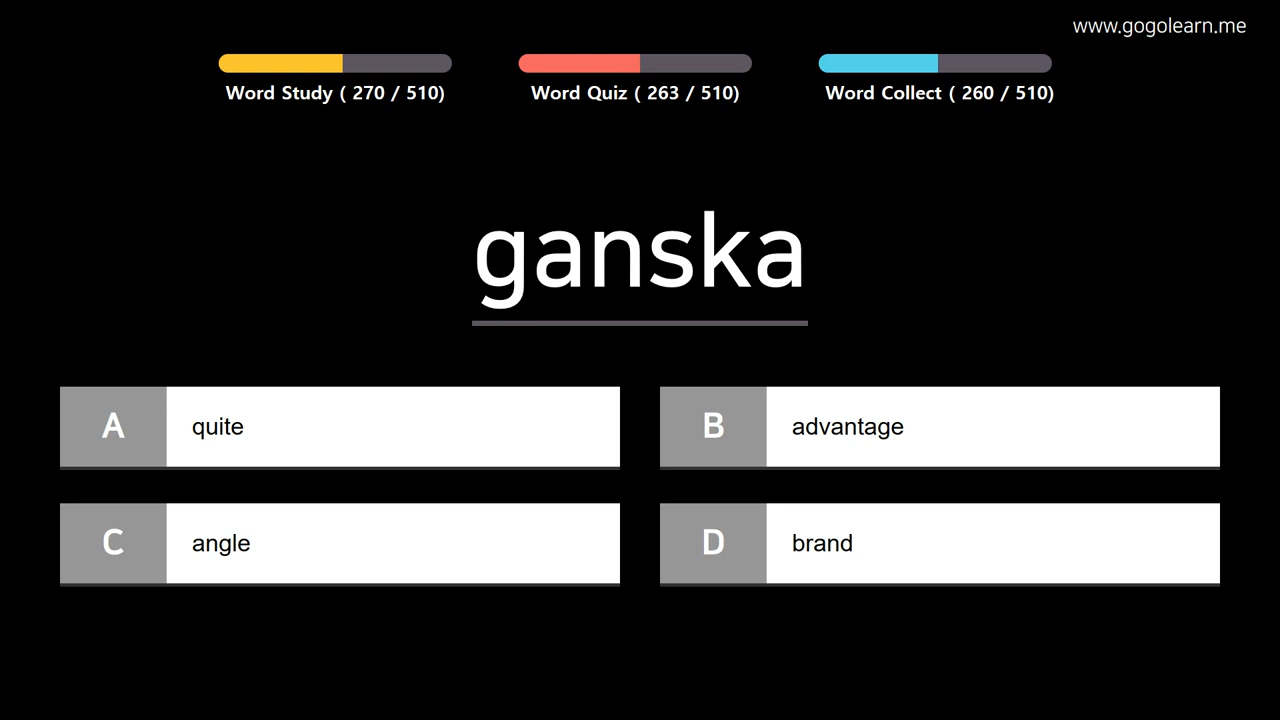 www.gogolearn.me
Word Study ( 270 / 510)
Word Quiz ( 263 / 510)
Word Collect ( 260 / 510)
ganska
A quite
B advantage
C angle
D brand